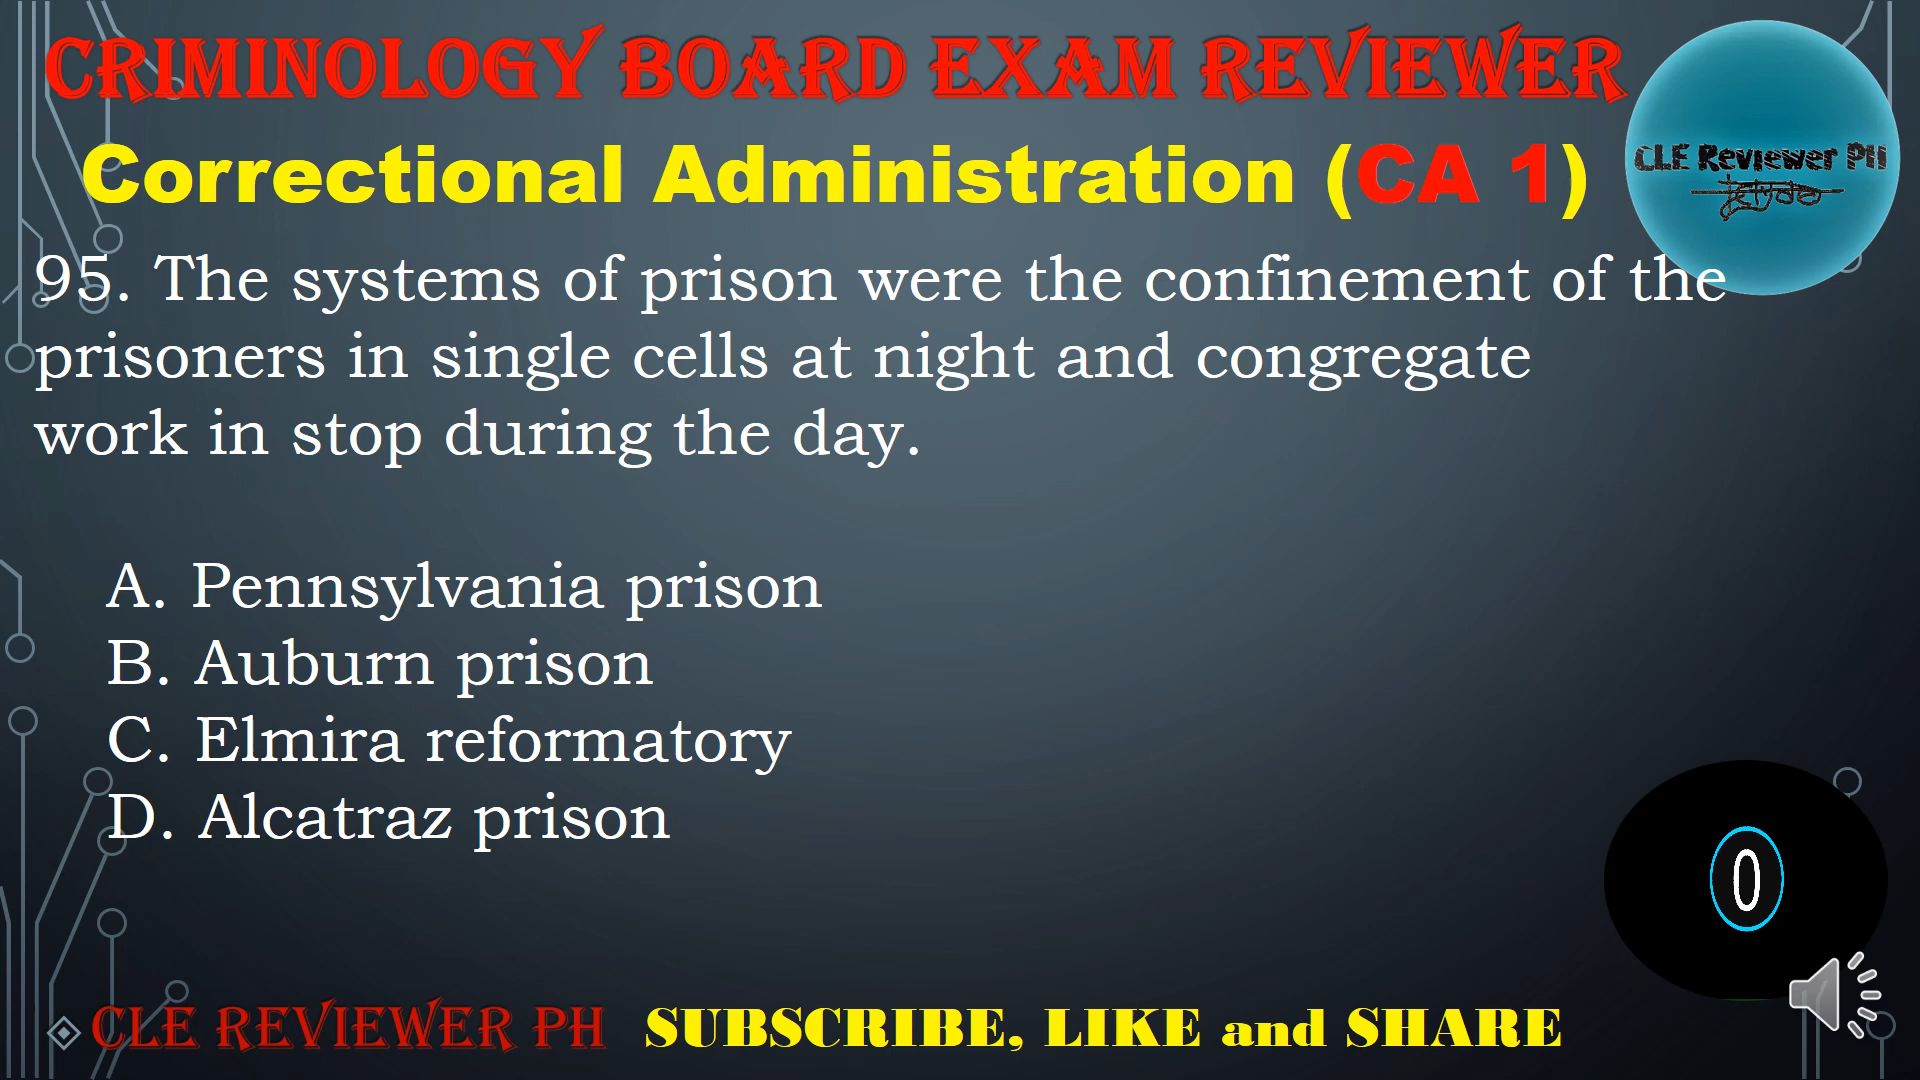 CRIMINOLOGY BOARD EXAM REVIEWER
Correctional Administration (CA 1)
CLE Reviewer PH
95. The systems of prison were the confinement of the
prisoners in single cells at night and congregate
work in stop during the day.
A. Pennsylvania prison
B. Auburn prison
C. Elmira reformatory
D. Alcatraz prison
0
CLE REVIEWER PH SUBSCRIBE, LIKE and SHARE